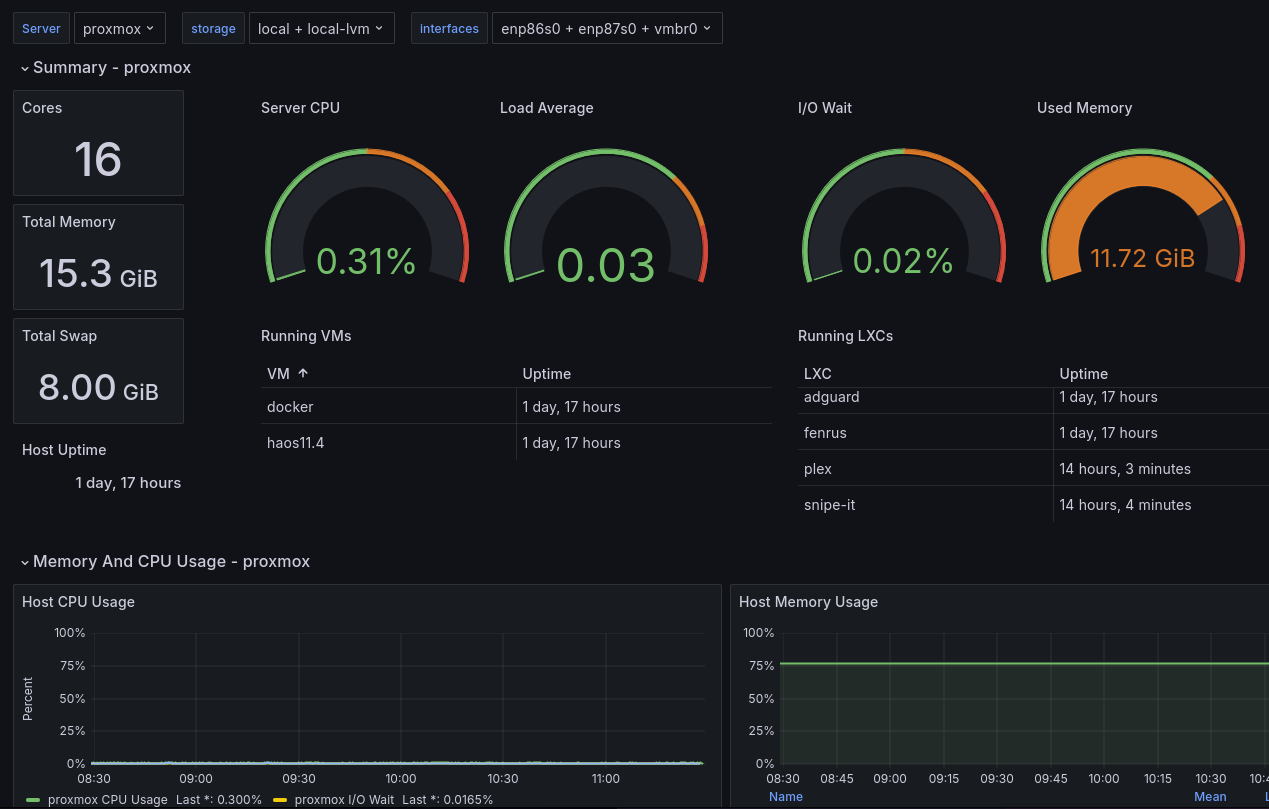 Server proxmox storage local + local-lvm interfaces enp86s0 + enp87s0 + vmbr0
Summary - proxmox
Cores
16
Total Memory
15.3 GiB
Total Swap
8.00 GiB
Host Uptime
1 day, 17 hours
Server CPU
0.31%
Load Average
0.03
I/O Wait
0.02%
Used Memory
11.72 GiB
Running VMs
VM Uptime
docker 1 day, 17 hours
haos11.4 1 day, 17 hours
Running LXCs
LXC Uptime
adguard 1 day, 17 hours
fenrus 1 day, 17 hours
plex 14 hours, 3 minutes
snipe-it 14 hours, 4 minutes
Memory And CPU Usage - proxmox
Host CPU Usage
Percent
100%
75%
50%
25%
0%
08:30 09:00 09:30 10:00 10:30 11:00
proxmox CPU Usage Last *: 0.300% proxmox I/O Wait Last *: 0.0165%
Host Memory Usage
100%
75%
50%
25%
0%
08:30 08:45 09:00 09:15 09:30 09:45 10:00 10:15 10:30
Name Mean